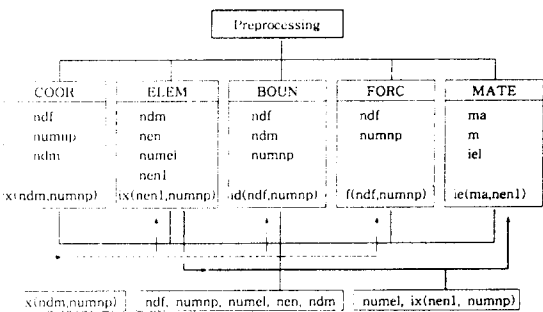 Preprocessing
COOR ELEM BOUN FORC MATE
ndf ndm ndf ndf ma
numnp nen ndm numnp m
ndm numel numnp iel
nen1
x(ndm,numnp) ix(nen1,numnp) id(ndf,numnp) f(ndf,numnp) ie(ma,nen1)
x(ndm,numnp) ndf, numnp, numel, nen, ndm numel, ix(nen1, numnp)